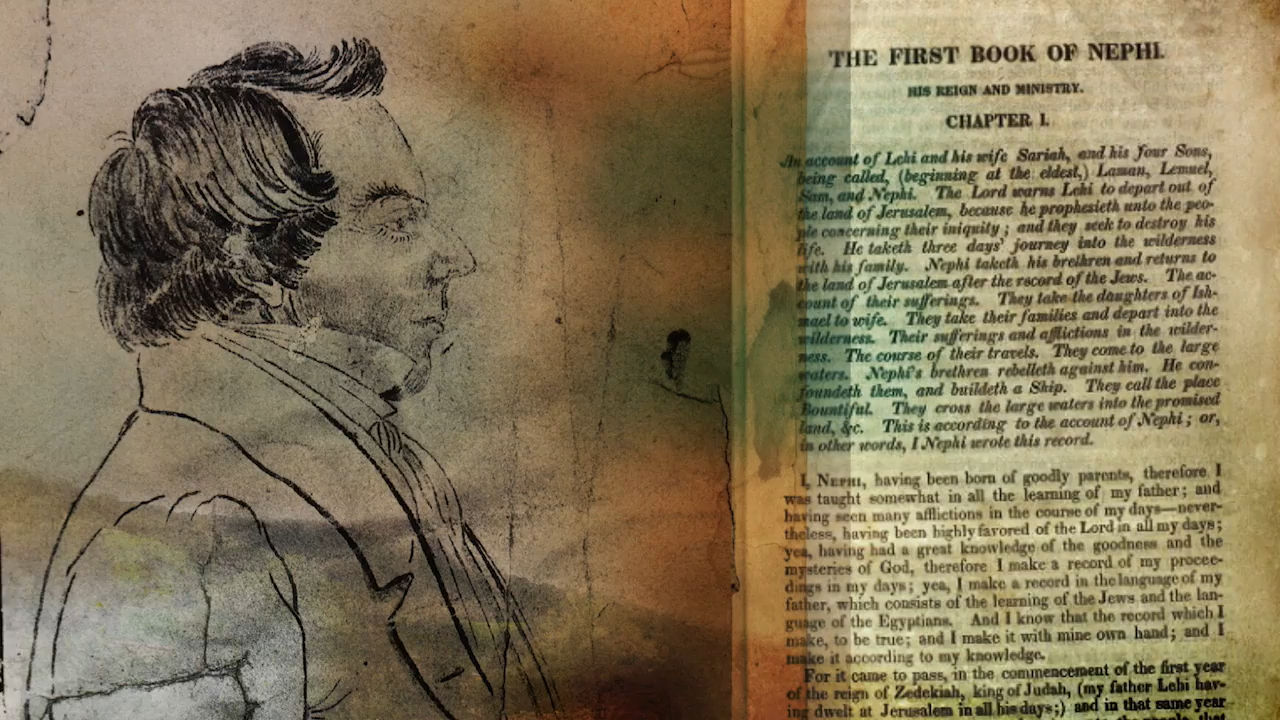 THE FIRST BOOK OF NEPHI.
HIS REIGN AND MINISTRY.
CHAPTER I.
An account of Lehi and his wife Sariah, and his four Sons,
being called, (beginning at the eldest,) Laman, Lemuel,
Sam, and Nephi. The Lord warns Lehi to depart out of
the land of Jerusalem, because he prophesieth unto the peo-
ple concerning their iniquity; and they seek to destroy his
life. He taketh three days' journey into the wilderness
with his family. Nephi taketh his brethren and returns to
the land of Jerusalem after the record of the Jews. The ac-
count of their sufferings. They take the daughters of Ish-
mael to wife. They take their families and depart into the
wilderness. Their sufferings and afflictions in the wilder-
ness. The course of their travels. They come to the large
waters. Nephi's brethren rebelleth against him. He con-
foundeth them, and buildeth a Ship. They call the place
Bountiful. They cross the large waters into the promised
land, &c. This is according to the account of Nephi; or,
in other words, I Nephi wrote this record.
I, NEPHI, having been born of goodly parents, therefore I
was taught somewhat in all the learning of my father; and
having seen many afflictions in the course of my days—never-
theless, having been highly favored of the Lord in all my days;
yea, having had a great knowledge of the goodness and the
mysteries of God, therefore I make a record of my procee-
dings in my days; yea, I make a record in the language of my
father, which consists of the learning of the Jews and the lan-
guage of the Egyptians. And I know that the record which I
make, to be true; and I make it with mine own hand; and I
make it according to my knowledge.
For it came to pass, in the commencement of the first year
of the reign of Zedekiah, king of Judah, (my father Lehi hav-
ing dwelt at Jerusalem in all his days;) and in that same year